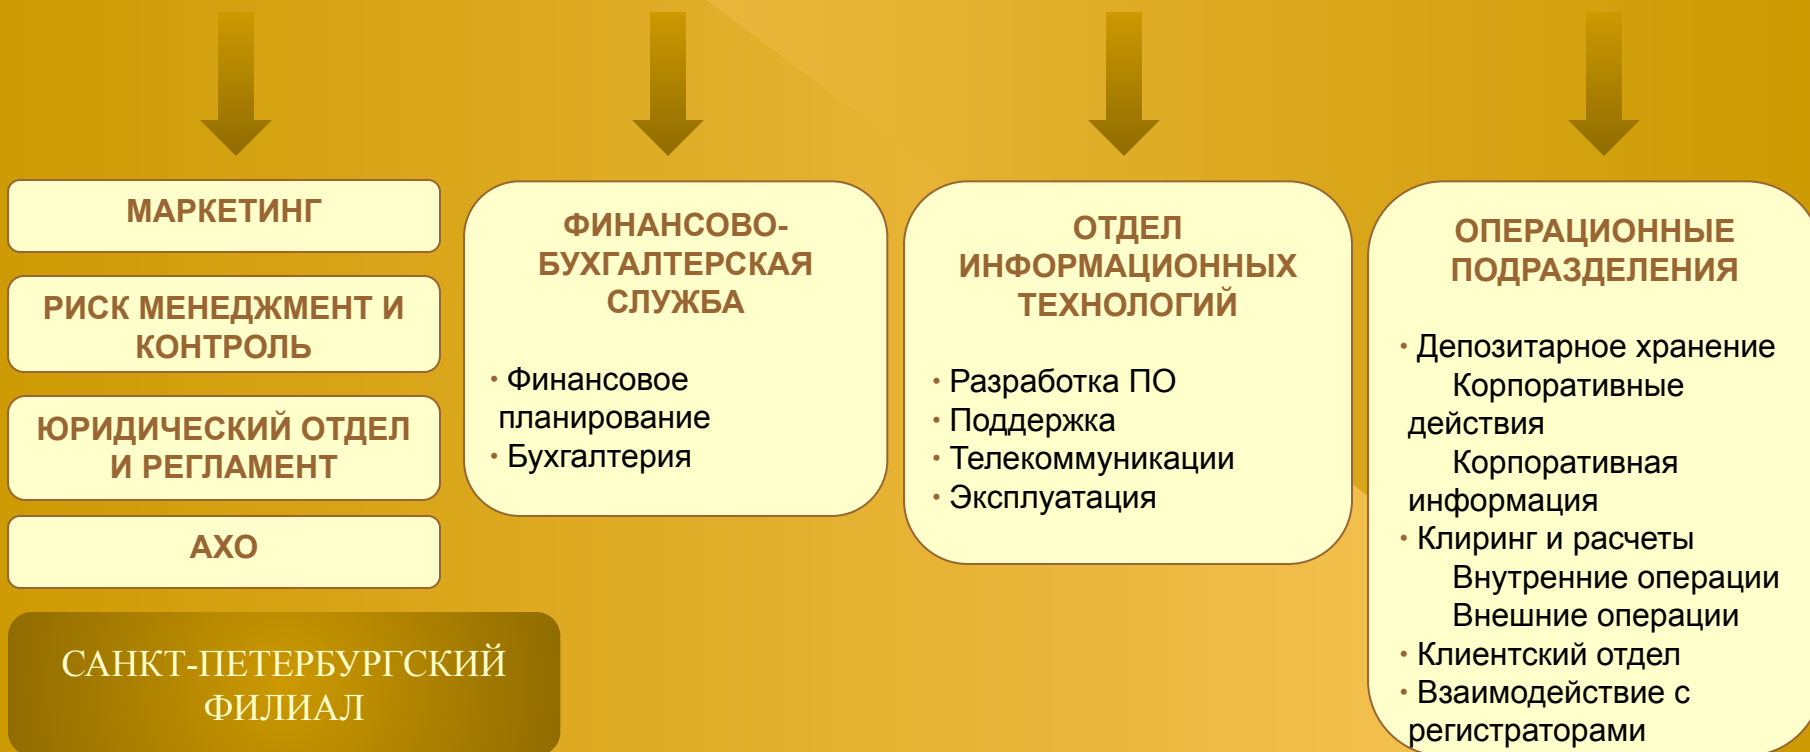 МАРКЕТИНГ
РИСК МЕНЕДЖМЕНТ И
КОНТРОЛЬ
ЮРИДИЧЕСКИЙ ОТДЕЛ
И РЕГЛАМЕНТ
АХО
САНКТ-ПЕТЕРБУРГСКИЙ
ФИЛИАЛ
ФИНАНСОВО-
БУХГАЛТЕРСКАЯ
СЛУЖБА
· Финансовое
планирование
· Бухгалтерия
ОТДЕЛ
ИНФОРМАЦИОННЫХ
ТЕХНОЛОГИЙ
· Разработка ПО
· Поддержка
· Телекоммуникации
· Эксплуатация
ОПЕРАЦИОННЫЕ
ПОДРАЗДЕЛЕНИЯ
· Депозитарное хранение
Корпоративные
действия
Корпоративная
информация
· Клиринг и расчеты
Внутренние операции
Внешние операции
· Клиентский отдел
· Взаимодействие с
регистраторами